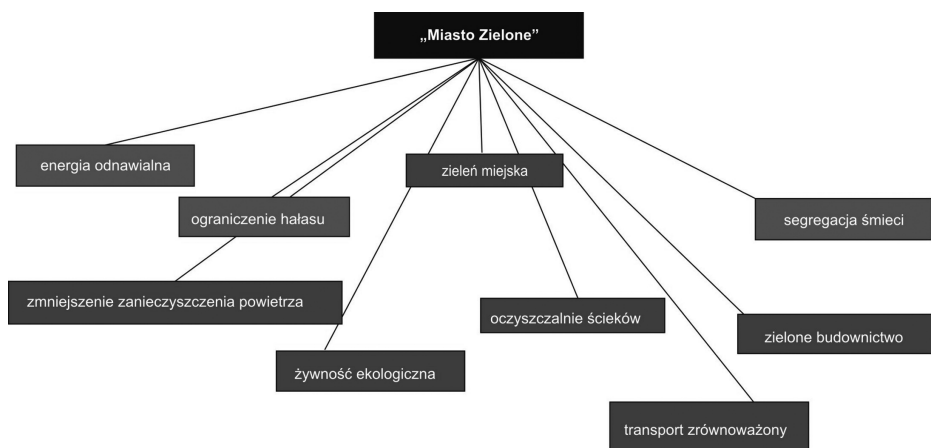 „Miasto Zielone”
energia odnawialna
zieleń miejska
ograniczenie hałasu
segregacja śmieci
zmniejszenie zanieczyszczenia powietrza
oczyszczalnie ścieków
zielone budownictwo
żywność ekologiczna
transport zrównoważony